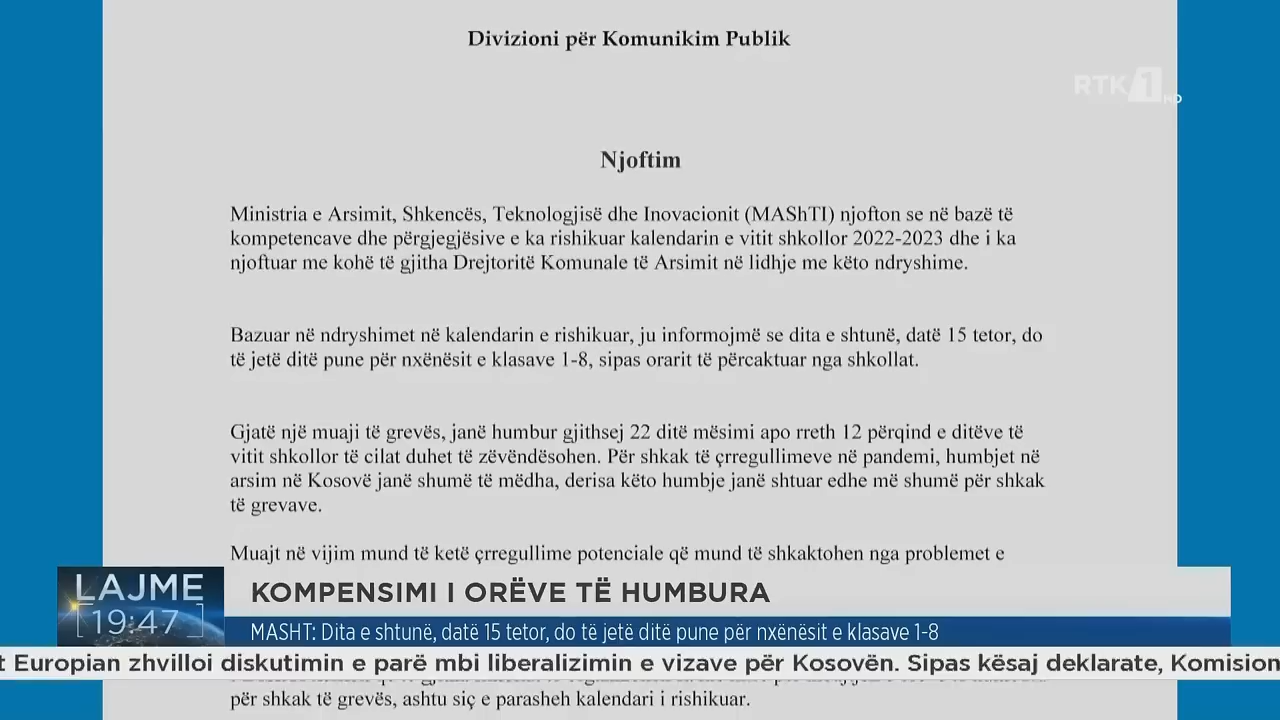 Divizioni për Komunikim Publik
RTK 1 HD
Njoftim
Ministria e Arsimit, Shkencës, Teknologjisë dhe Inovacionit (MAShTI) njofton se në bazë të
kompetencave dhe përgjegjësive e ka rishikuar kalendarin e vitit shkollor 2022-2023 dhe i ka
njoftuar me kohë të gjitha Drejtoritë Komunale të Arsimit në lidhje me këto ndryshime.
Bazuar në ndryshimet në kalendarin e rishikuar, ju informojmë se dita e shtunë, datë 15 tetor, do
të jetë ditë pune për nxënësit e klasave 1-8, sipas orarit të përcaktuar nga shkollat.
Gjatë një muaji të grevës, janë humbur gjithsej 22 ditë mësimi apo rreth 12 përqind e ditëve të
vitit shkollor të cilat duhet të zëvëndësohen. Për shkak të çrregullimeve në pandemi, humbjet në
arsim në Kosovë janë shumë të mëdha, derisa këto humbje janë shtuar edhe më shumë për shkak
të grevave.
Muajt në vijim mund të ketë çrregullime potenciale që mund të shkaktohen nga problemet e
LAJME
19:47
KOMPENSIMI I ORËVE TË HUMBURA
MASHT: Dita e shtunë, datë 15 tetor, do të jetë ditë pune për nxënësit e klasave 1-8
t Europian zhvilloi diskutimin e parë mbi liberalizimin e vizave për Kosovën. Sipas kësaj deklarate, Komision
për shkak të grevës, ashtu siç e parasheh kalendari i rishikuar.